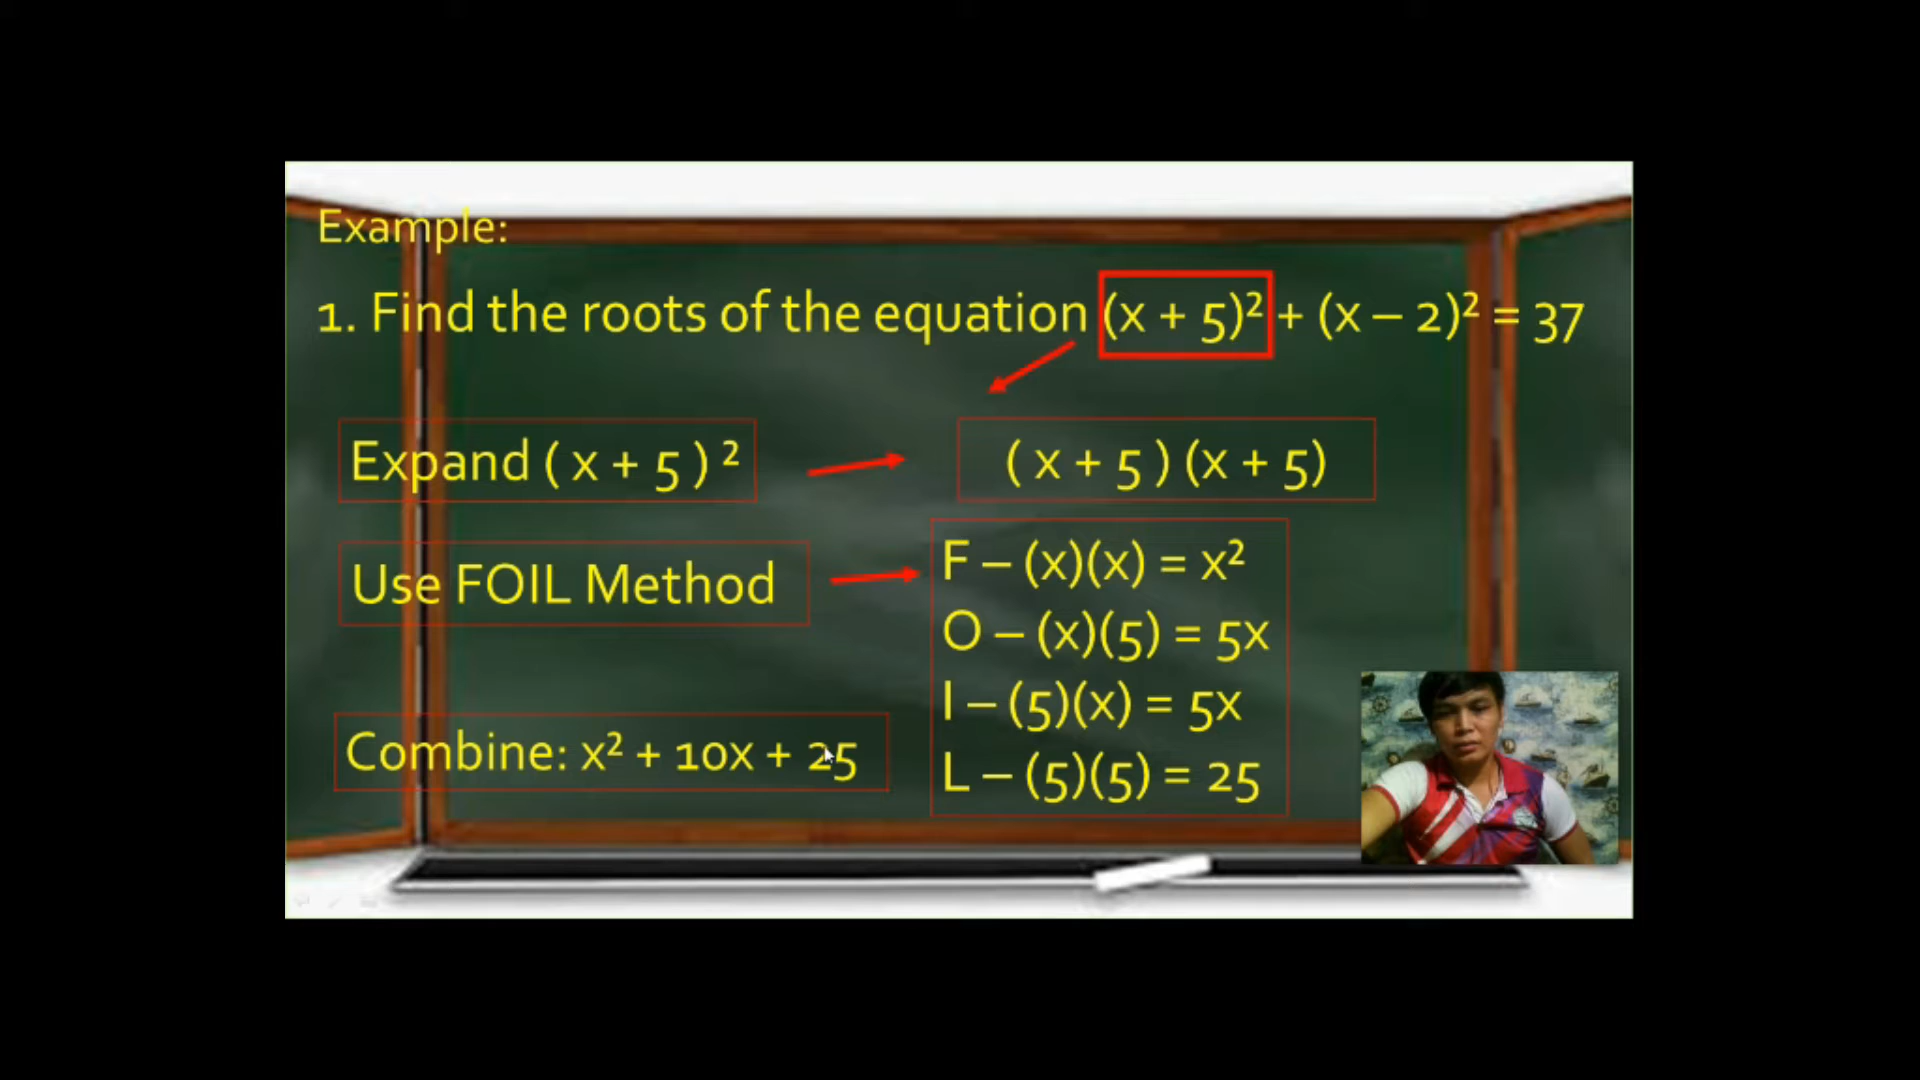 Example:
1. Find the roots of the equation (x + 5)² + (x – 2)² = 37
Expand ( x + 5 ) ²
( x + 5 ) (x + 5)
Use FOIL Method
F – (x)(x) = x²
O – (x)(5) = 5x
I – (5)(x) = 5x
L – (5)(5) = 25
Combine: x² + 10x + 25